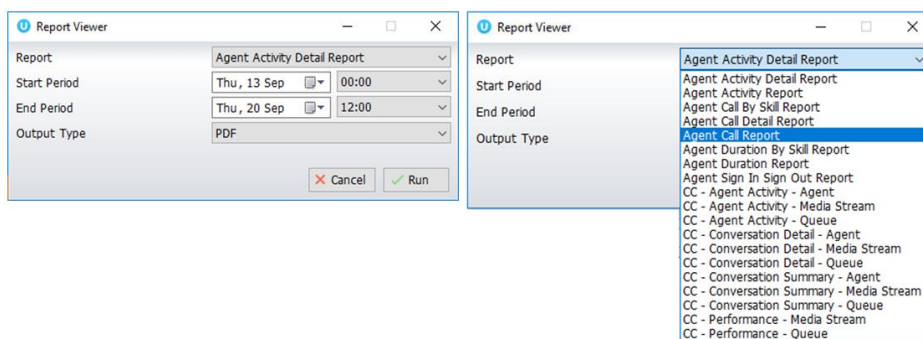 Report Viewer
Report
Agent Activity Detail Report
Start Period
Thu, 13 Sep
00:00
End Period
Thu, 20 Sep
12:00
Output Type
PDF
Cancel
Run
Report Viewer
Report
Agent Activity Detail Report
Start Period
End Period
Output Type
Agent Activity Detail Report
Agent Activity Report
Agent Call By Skill Report
Agent Call Detail Report
Agent Call Report
Agent Duration By Skill Report
Agent Duration Report
Agent Sign In Sign Out Report
CC - Agent Activity - Agent
CC - Agent Activity - Media Stream
CC - Agent Activity - Queue
CC - Conversation Detail - Agent
CC - Conversation Detail - Media Stream
CC - Conversation Detail - Queue
CC - Conversation Summary - Agent
CC - Conversation Summary - Media Stream
CC - Conversation Summary - Queue
CC - Performance - Media Stream
CC - Performance - Queue